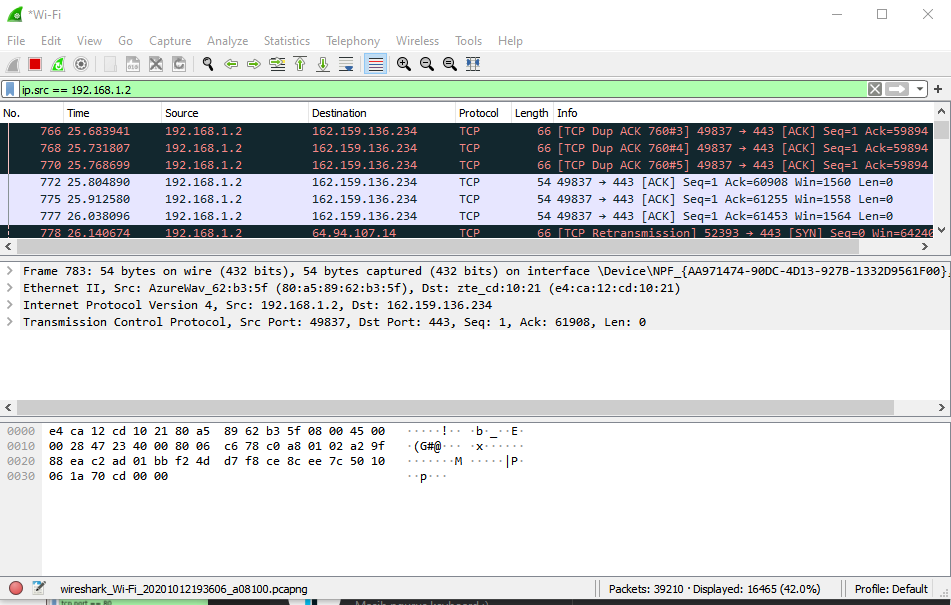 *Wi-Fi
File Edit View Go Capture Analyze Statistics Telephony Wireless Tools Help
ip.src == 192.168.1.2
No. Time Source Destination Protocol Length Info
766 25.683941 192.168.1.2 162.159.136.234 TCP 66 [TCP Dup ACK 760#3] 49837 → 443 [ACK] Seq=1 Ack=59894
768 25.731807 192.168.1.2 162.159.136.234 TCP 66 [TCP Dup ACK 760#4] 49837 → 443 [ACK] Seq=1 Ack=59894
770 25.768699 192.168.1.2 162.159.136.234 TCP 66 [TCP Dup ACK 760#5] 49837 → 443 [ACK] Seq=1 Ack=59894
772 25.804890 192.168.1.2 162.159.136.234 TCP 54 49837 → 443 [ACK] Seq=1 Ack=60908 Win=1560 Len=0
775 25.912580 192.168.1.2 162.159.136.234 TCP 54 49837 → 443 [ACK] Seq=1 Ack=61255 Win=1558 Len=0
777 26.038096 192.168.1.2 162.159.136.234 TCP 54 49837 → 443 [ACK] Seq=1 Ack=61453 Win=1564 Len=0
778 26.140674 192.168.1.2 64.94.107.14 TCP 66 [TCP Retransmission] 52393 → 443 [SYN] Seq=0 Win=64240
Frame 783: 54 bytes on wire (432 bits), 54 bytes captured (432 bits) on interface \Device\NPF_{AA971474-90DC-4D13-927B-1332D9561F00},
Ethernet II, Src: AzureWav_62:b3:5f (80:a5:89:62:b3:5f), Dst: zte_cd:10:21 (e4:ca:12:cd:10:21)
Internet Protocol Version 4, Src: 192.168.1.2, Dst: 162.159.136.234
Transmission Control Protocol, Src Port: 49837, Dst Port: 443, Seq: 1, Ack: 61908, Len: 0
0000 e4 ca 12 cd 10 21 80 a5 89 62 b3 5f 08 00 45 00 ·····!·· ·b·_··E·
0010 00 28 47 23 40 00 80 06 c6 78 c0 a8 01 02 a2 9f ·(G#@··· ·x······
0020 88 ea c2 ad 01 bb f2 4d d7 f8 ce 8c ee 7c 50 10 ·······M ·····|P·
0030 06 1a 70 cd 00 00 ··p···
wireshark_Wi-Fi_20201012193606_a08100.pcapng Packets: 39210 · Displayed: 16465 (42.0%) Profile: Default